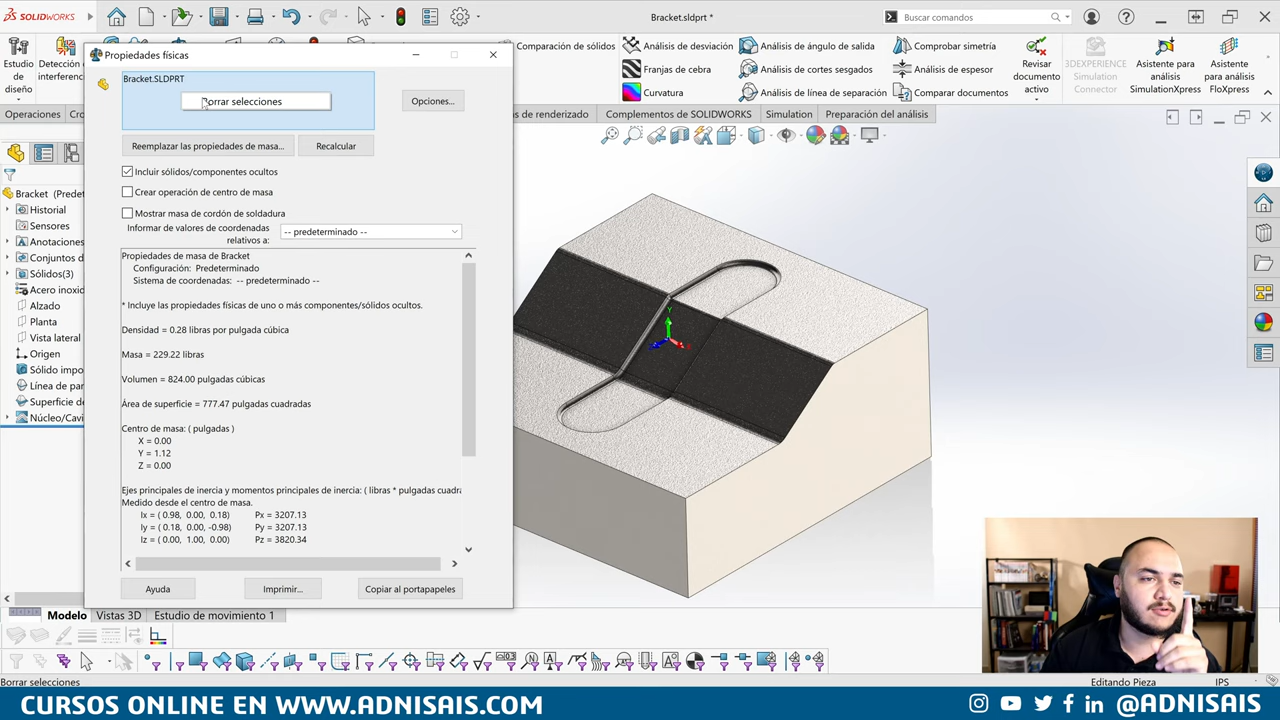 SOLIDWORKS
Bracket.sldprt *
Buscar comandos
Estudio de diseño
Detección interferenc
Propiedades físicas
Bracket.SLDPRT
Borrar selecciones
Opciones...
Reemplazar las propiedades de masa...
Recalcular
Incluir sólidos/componentes ocultos
Crear operación de centro de masa
Mostrar masa de cordón de soldadura
Informar de valores de coordenadas relativos a:
-- predeterminado --
Propiedades de masa de Bracket
Configuración: Predeterminado
Sistema de coordenadas: -- predeterminado --
* Incluye las propiedades físicas de uno o más componentes/sólidos ocultos.
Densidad = 0.28 libras por pulgada cúbica
Masa = 229.22 libras
Volumen = 824.00 pulgadas cúbicas
Área de superficie = 777.47 pulgadas cuadradas
Centro de masa: ( pulgadas )
X = 0.00
Y = 1.12
Z = 0.00
Ejes principales de inercia y momentos principales de inercia: ( libras * pulgadas cuadra
Medido desde el centro de masa.
Ix = ( 0.98, 0.00, 0.18) Px = 3207.13
Iy = ( 0.18, 0.00, -0.98) Py = 3207.13
Iz = ( 0.00, 1.00, 0.00) Pz = 3820.34
Ayuda
Imprimir...
Copiar al portapapeles
Comparación de sólidos
Análisis de desviación
Análisis de ángulo de salida
Comprobar simetría
Franjas de cebra
Análisis de cortes sesgados
Análisis de espesor
Curvatura
Análisis de línea de separación
Comparar documentos
Revisar documento activo
3DEXPERIENCE Simulation Connector
Asistente para análisis SimulationXpress
Asistente para análisis FloXpress
Operaciones
Cro
s de renderizado
Complementos de SOLIDWORKS
Simulation
Preparación del análisis
Bracket (Predet
Historial
Sensores
Anotaciones
Conjuntos d
Sólidos(3)
Acero inoxid
Alzado
Planta
Vista lateral
Origen
Sólido impo
Línea de par
Superficie de
Núcleo/Cavi
Y
Modelo
Vistas 3D
Estudio de movimiento 1
Borrar selecciones
Editando Pieza
IPS
CURSOS ONLINE EN WWW.ADNISAIS.COM
@ADNISAIS